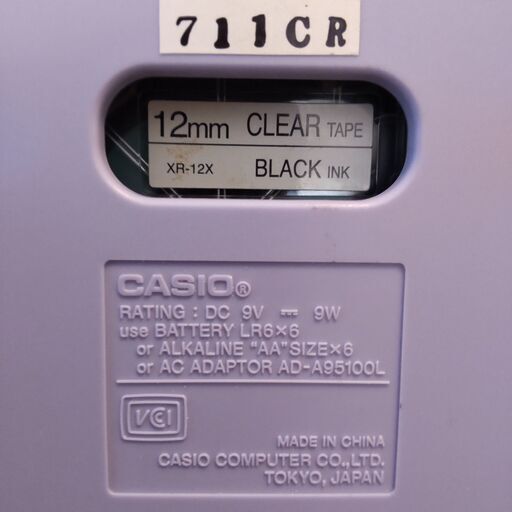 711CR
12mm CLEAR TAPE
XR-12X BLACK INK
CASIO®
RATING : DC 9V ⎓ 9W
use BATTERY LR6×6
or ALKALINE "AA"SIZE×6
or AC ADAPTOR AD-A95100L
VCI
MADE IN CHINA
CASIO COMPUTER CO.,LTD.
TOKYO, JAPAN